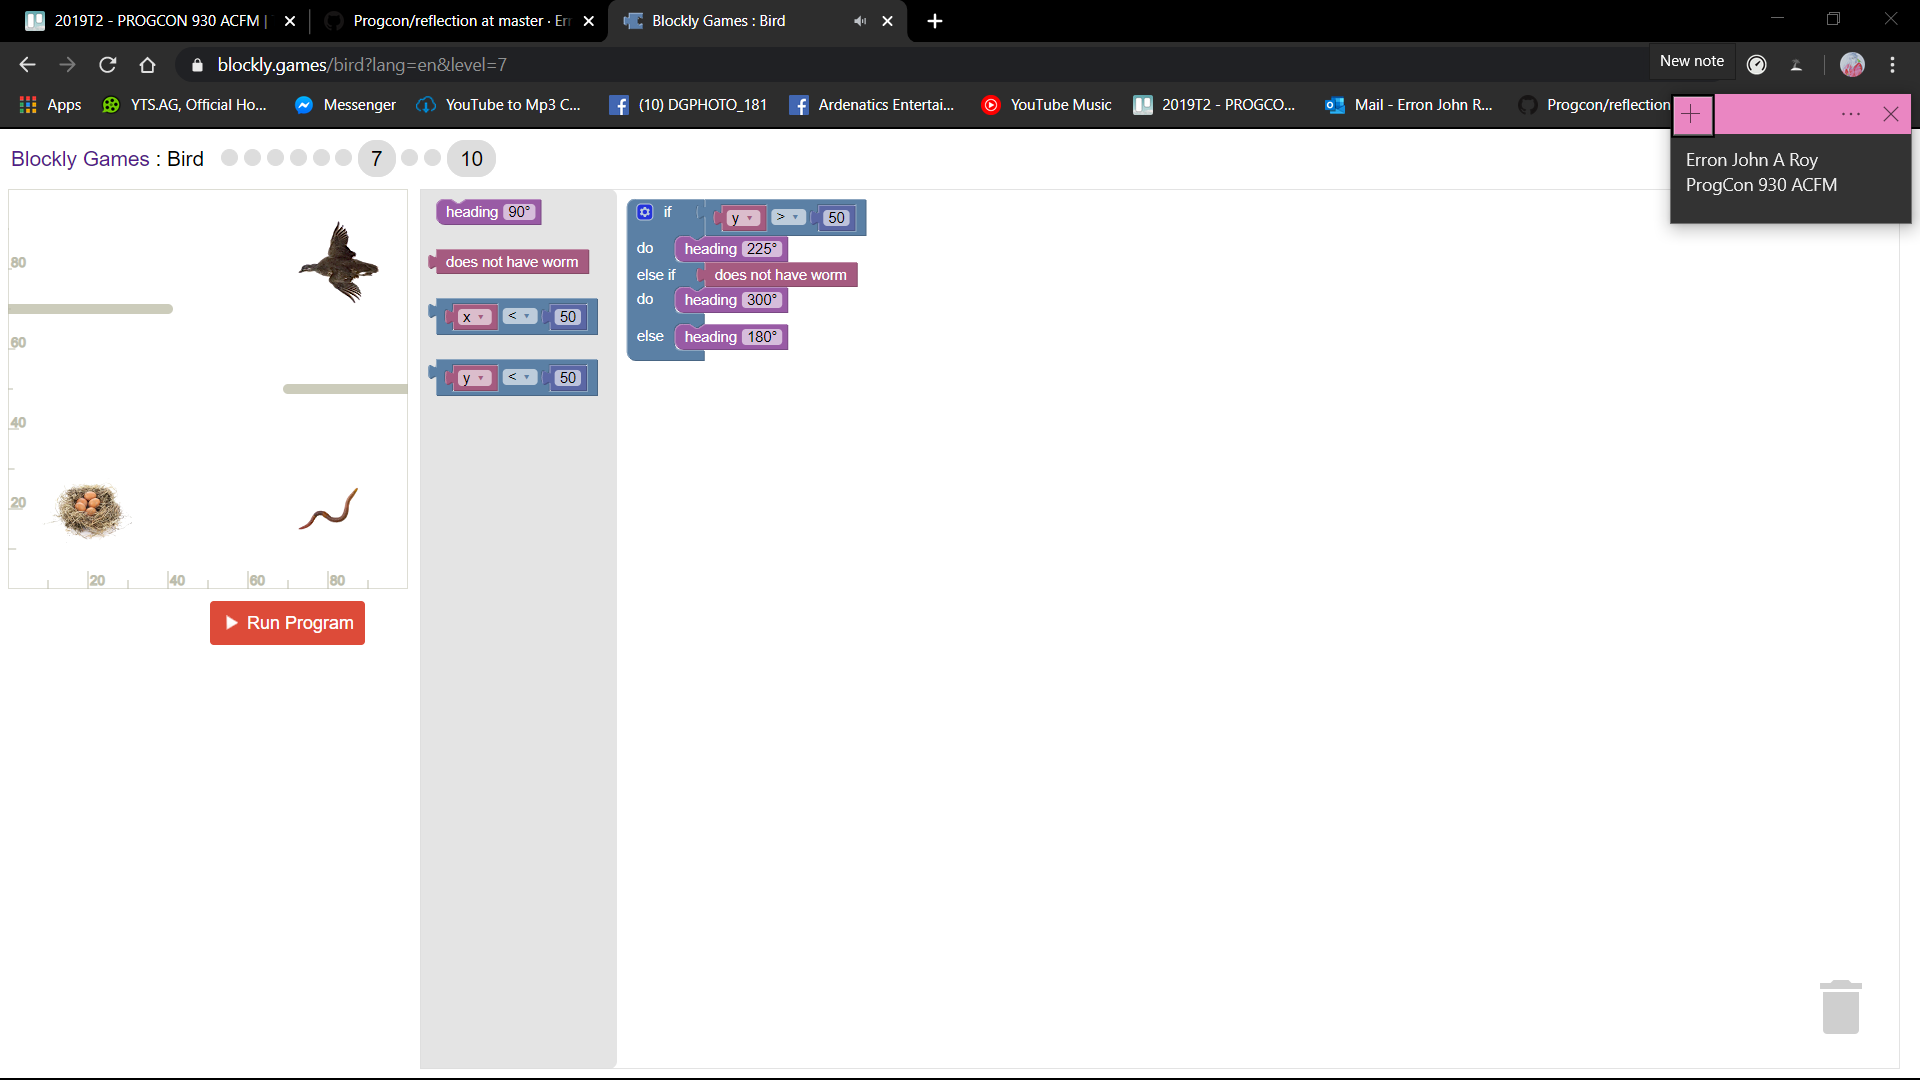 2019T2 - PROGCON 930 ACFM |
Progcon/reflection at master · Err
Blockly Games : Bird
blockly.games/bird?lang=en&level=7
New note
Apps
YTS.AG, Official Ho...
Messenger
YouTube to Mp3 C...
(10) DGPHOTO_181
Ardenatics Entertai...
YouTube Music
2019T2 - PROGCO...
Mail - Erron John R...
Progcon/reflection
Erron John A Roy
ProgCon 930 ACFM
Blockly Games : Bird
7
10
80
60
40
20
20
40
60
80
Run Program
heading 90°
does not have worm
x < 50
y < 50
if y > 50
do heading 225°
else if does not have worm
do heading 300°
else heading 180°